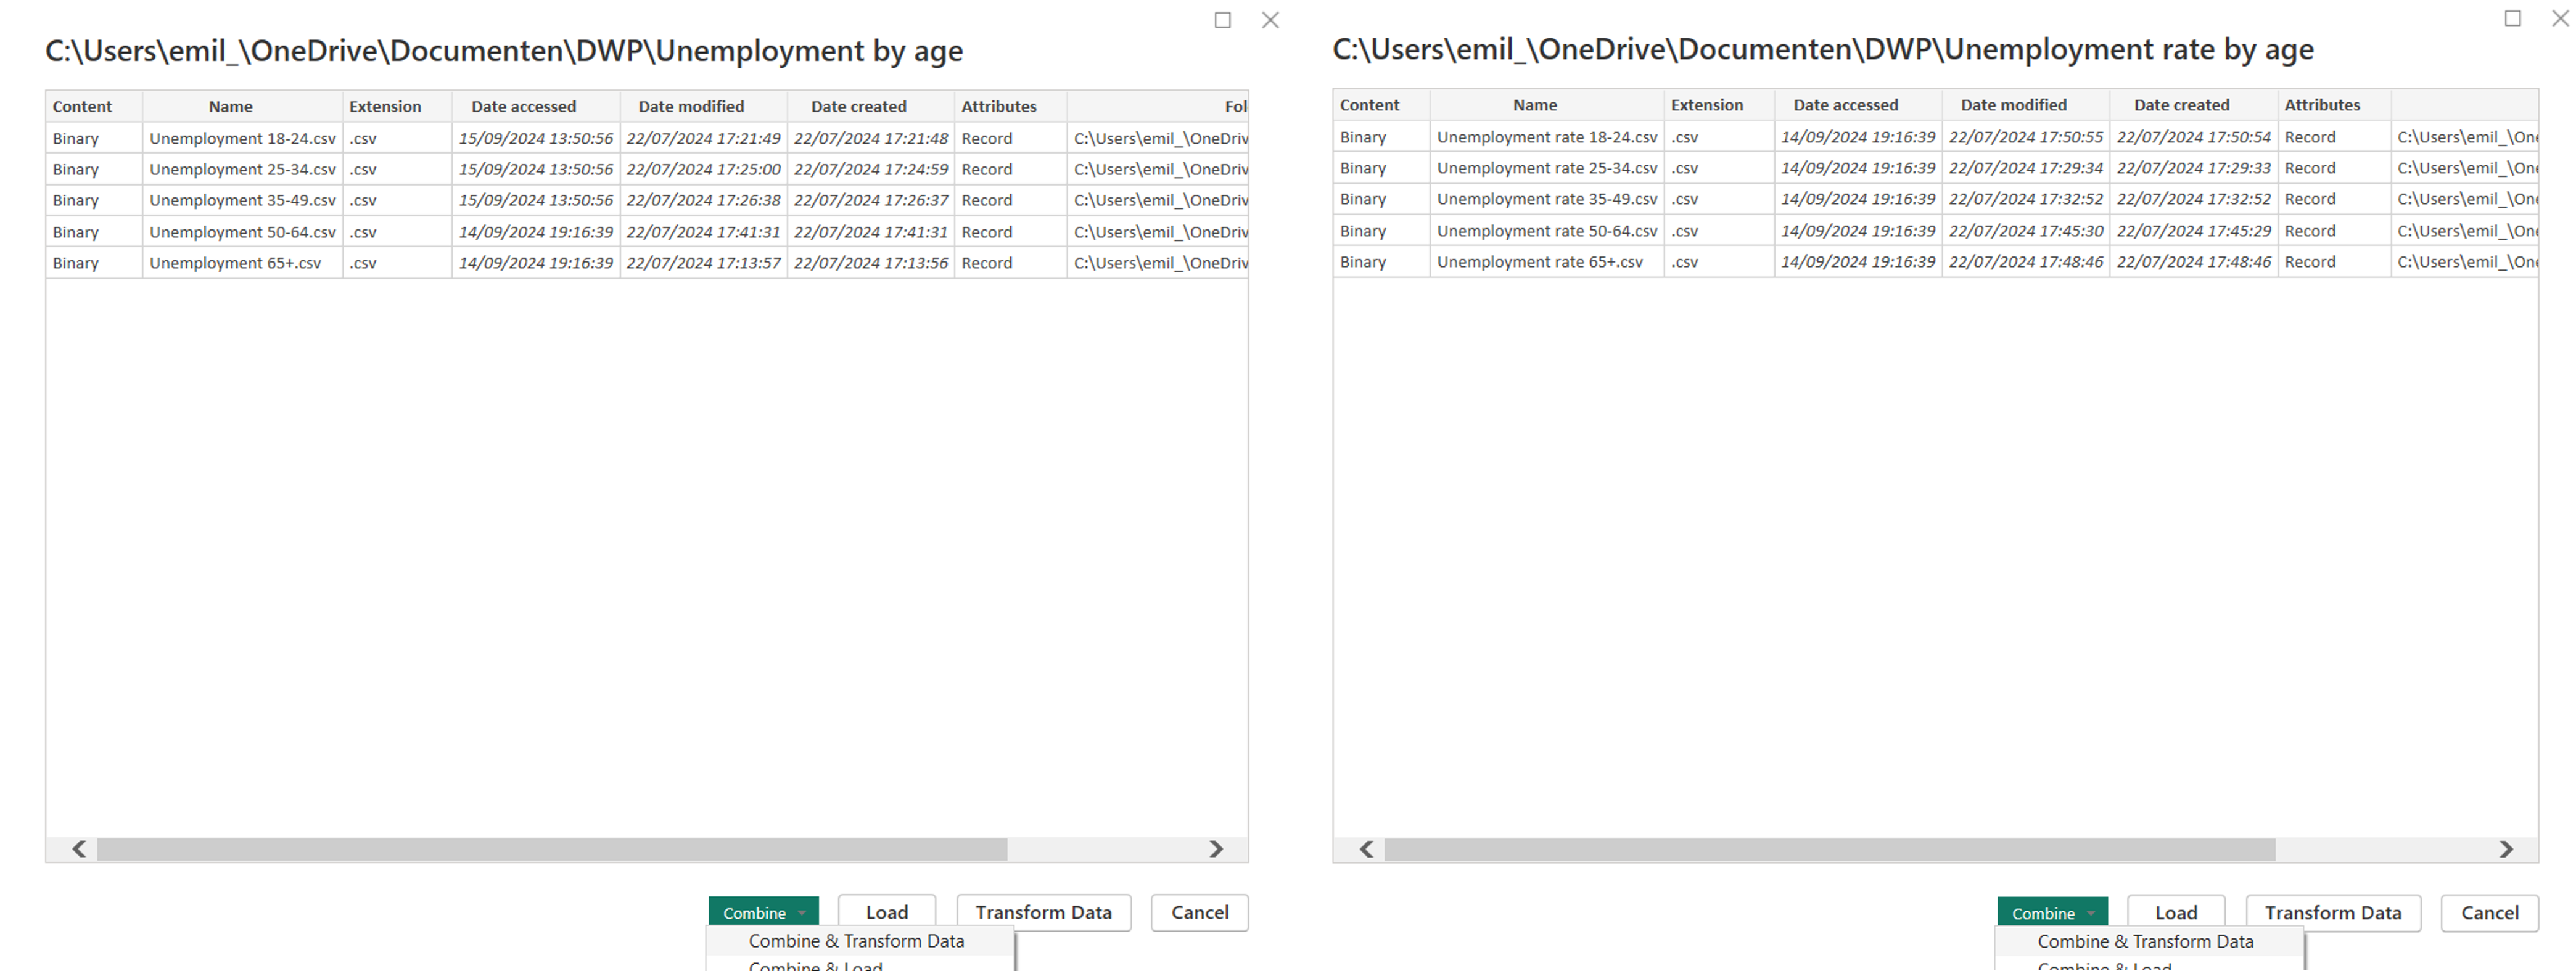 C:\Users\emil_\OneDrive\Documenten\DWP\Unemployment by age
Content Name Extension Date accessed Date modified Date created Attributes Fol
Binary Unemployment 18-24.csv .csv 15/09/2024 13:50:56 22/07/2024 17:21:49 22/07/2024 17:21:48 Record C:\Users\emil_\OneDriv
Binary Unemployment 25-34.csv .csv 15/09/2024 13:50:56 22/07/2024 17:25:00 22/07/2024 17:24:59 Record C:\Users\emil_\OneDriv
Binary Unemployment 35-49.csv .csv 15/09/2024 13:50:56 22/07/2024 17:26:38 22/07/2024 17:26:37 Record C:\Users\emil_\OneDriv
Binary Unemployment 50-64.csv .csv 14/09/2024 19:16:39 22/07/2024 17:41:31 22/07/2024 17:41:31 Record C:\Users\emil_\OneDriv
Binary Unemployment 65+.csv .csv 14/09/2024 19:16:39 22/07/2024 17:13:57 22/07/2024 17:13:56 Record C:\Users\emil_\OneDriv
Combine Load Transform Data Cancel
Combine & Transform Data
Combine & Load
C:\Users\emil_\OneDrive\Documenten\DWP\Unemployment rate by age
Content Name Extension Date accessed Date modified Date created Attributes
Binary Unemployment rate 18-24.csv .csv 14/09/2024 19:16:39 22/07/2024 17:50:55 22/07/2024 17:50:54 Record C:\Users\emil_\One
Binary Unemployment rate 25-34.csv .csv 14/09/2024 19:16:39 22/07/2024 17:29:34 22/07/2024 17:29:33 Record C:\Users\emil_\One
Binary Unemployment rate 35-49.csv .csv 14/09/2024 19:16:39 22/07/2024 17:32:52 22/07/2024 17:32:52 Record C:\Users\emil_\One
Binary Unemployment rate 50-64.csv .csv 14/09/2024 19:16:39 22/07/2024 17:45:30 22/07/2024 17:45:29 Record C:\Users\emil_\One
Binary Unemployment rate 65+.csv .csv 14/09/2024 19:16:39 22/07/2024 17:48:46 22/07/2024 17:48:46 Record C:\Users\emil_\One
Combine Load Transform Data Cancel
Combine & Transform Data
Combine & Load